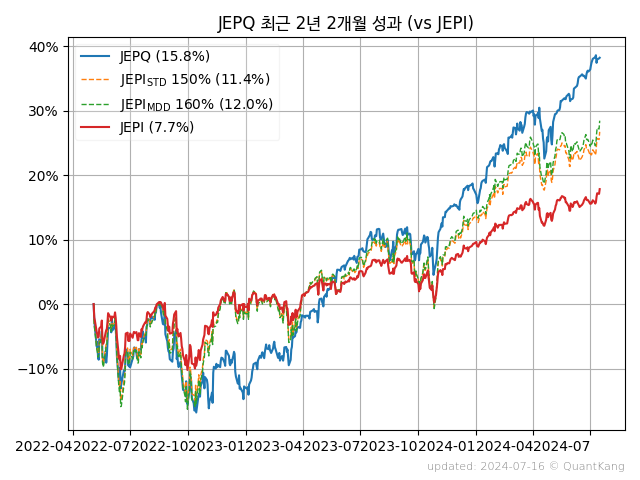 JEPQ 최근 2년 2개월 성과 (vs JEPI)
40%
30%
20%
10%
0%
−10%
JEPQ (15.8%)
JEPI_STD 150% (11.4%)
JEPI_MDD 160% (12.0%)
JEPI (7.7%)
2022-04 2022-07 2022-10 2023-01 2023-04 2023-07 2023-10 2024-01 2024-04 2024-07
updated: 2024-07-16 © QuantKang